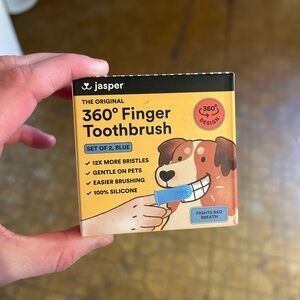 jasper
THE ORIGINAL
360° Finger
Toothbrush
360°
DESIGN
SET OF 2, BLUE
✓ 12X MORE BRISTLES
✓ GENTLE ON PETS
✓ EASIER BRUSHING
✓ 100% SILICONE
FIGHTS BAD
BREATH